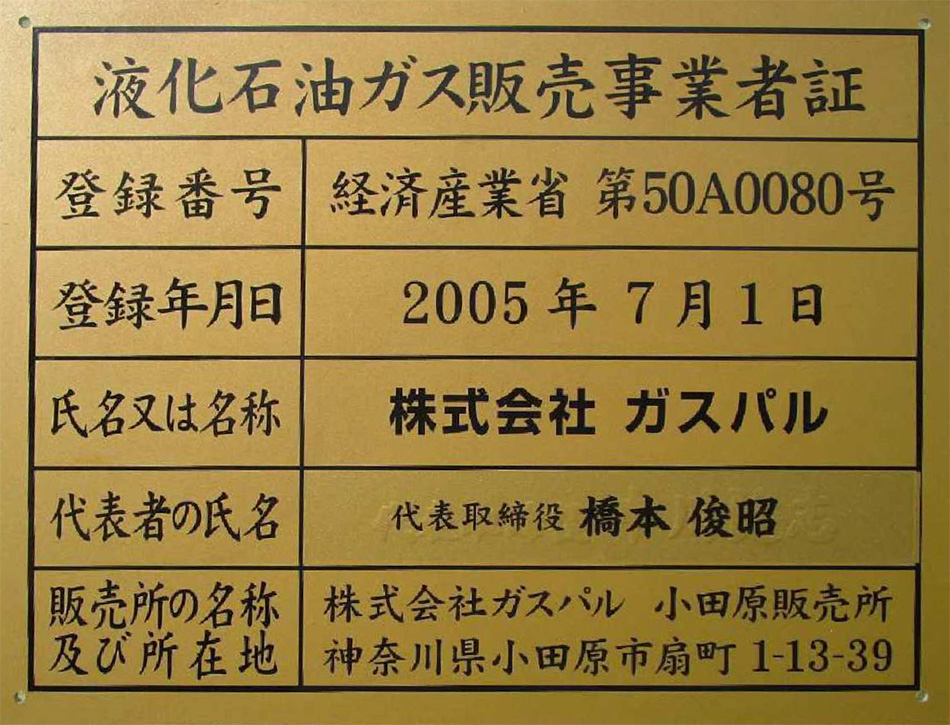 液化石油ガス販売事業者証
登録番号 経済産業省 第50A0080号
登録年月日 2005年 7月1日
氏名又は名称 株式会社 ガスパル
代表者の氏名 代表取締役 橋本 俊昭
販売所の名称 株式会社ガスパル 小田原販売所
及び所在地 神奈川県小田原市扇町 1-13-39